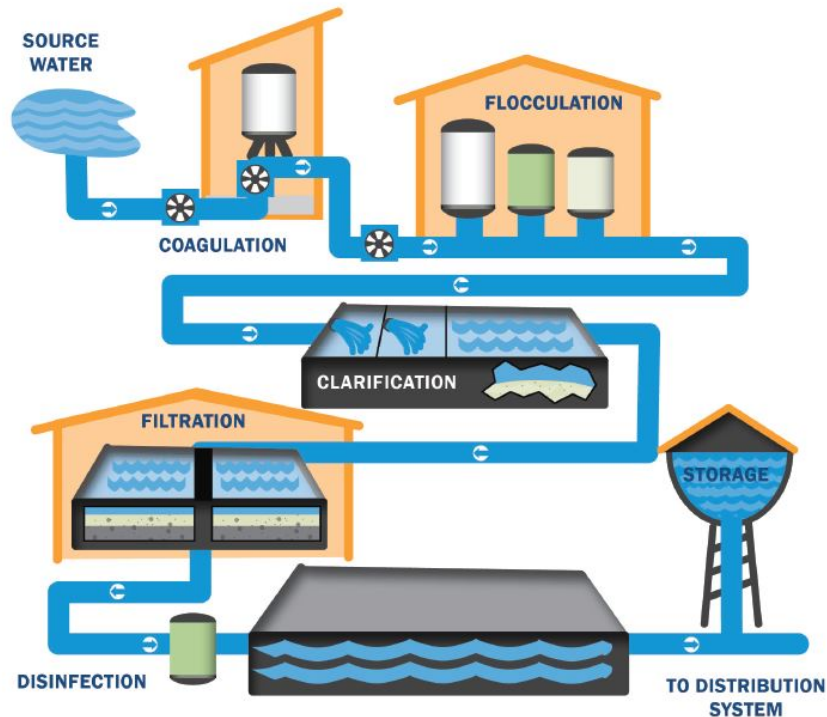 SOURCE
WATER
FLOCCULATION
COAGULATION
CLARIFICATION
FILTRATION
STORAGE
DISINFECTION
TO DISTRIBUTION
SYSTEM